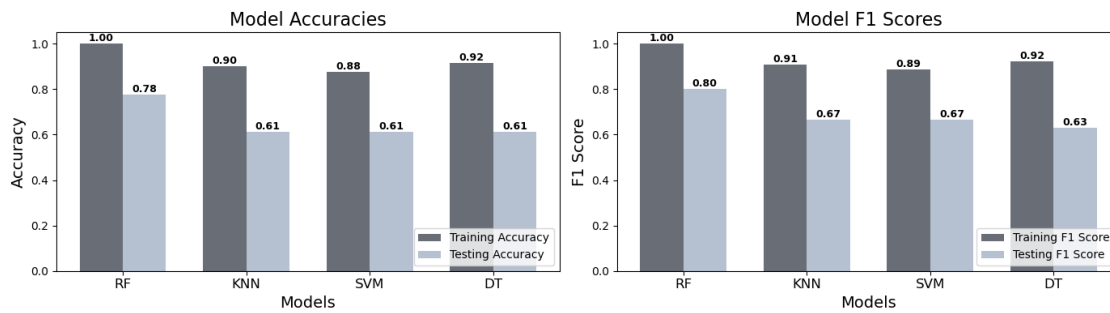 Model Accuracies
1.00
0.90
0.88
0.92
0.78
0.61
0.61
0.61
Accuracy
1.0
0.8
0.6
0.4
0.2
0.0
Training Accuracy
Testing Accuracy
RF KNN SVM DT
Models
Model F1 Scores
1.00
0.91
0.89
0.92
0.80
0.67
0.67
0.63
F1 Score
1.0
0.8
0.6
0.4
0.2
0.0
Training F1 Score
Testing F1 Score
RF KNN SVM DT
Models